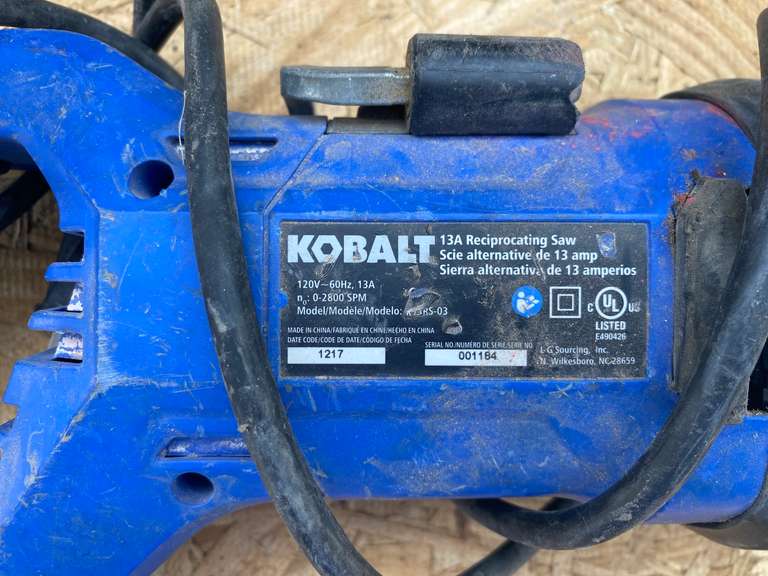 KOBALT
13A Reciprocating Saw
Scie alternative de 13 amp
Sierra alternativa de 13 amperios
120V~60Hz, 13A
n₀: 0-2800 SPM
Model/Modèle/Modelo:
MADE IN CHINA/FABRIQUÉ EN CHINE/HECHO EN CHINA
DATE CODE/CODE DE DATE/CÓDIGO DE FECHA
1217
SERIAL NO./NUMÉRO DE SERIE/SERIE NO
001184
C UL US
LISTED
E490426
L G Sourcing, Inc.
N. Wilkesboro, NC 28659